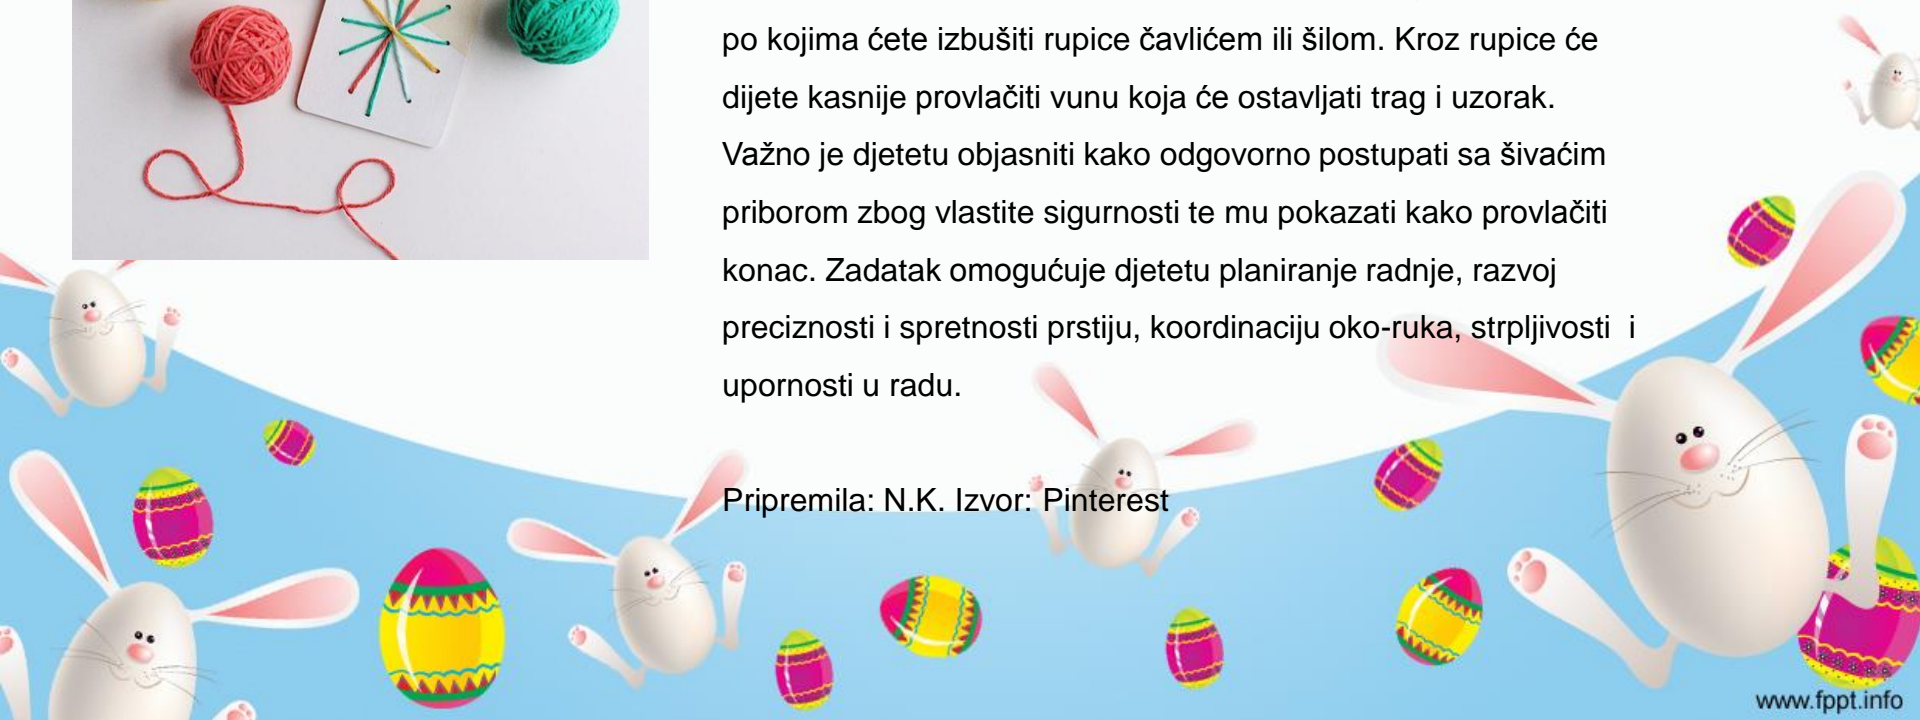 po kojima ćete izbušiti rupice čavlićem ili šilom. Kroz rupice će
dijete kasnije provlačiti vunu koja će ostavljati trag i uzorak.
Važno je djetetu objasniti kako odgovorno postupati sa šivaćim
priborom zbog vlastite sigurnosti te mu pokazati kako provlačiti
konac. Zadatak omogućuje djetetu planiranje radnje, razvoj
preciznosti i spretnosti prstiju, koordinaciju oko-ruka, strpljivosti  i
upornosti u radu.
Pripremila: N.K. Izvor: Pinterest
www.fppt.info